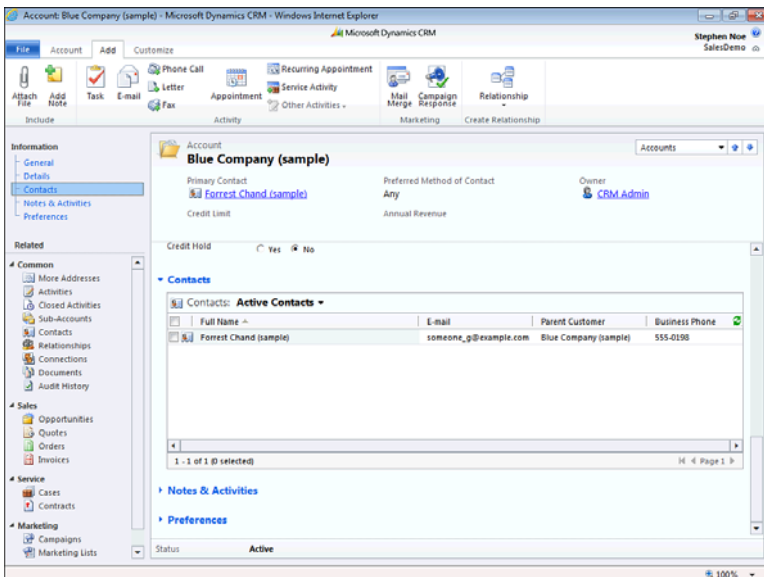 Account: Blue Company (sample) - Microsoft Dynamics CRM - Windows Internet Explorer
Microsoft Dynamics CRM
Stephen Noe
SalesDemo
File Account Add Customize
Attach File
Add Note
Task
E-mail
Phone Call
Letter
Fax
Appointment
Recurring Appointment
Service Activity
Other Activities
Mail Merge
Campaign Response
Relationship
Include Activity Marketing Create Relationship
Information
General
Details
Contacts
Notes & Activities
Preferences
Related
Common
More Addresses
Activities
Closed Activities
Sub-Accounts
Contacts
Relationships
Connections
Documents
Audit History
Sales
Opportunities
Quotes
Orders
Invoices
Service
Cases
Contracts
Marketing
Campaigns
Marketing Lists
Account
Blue Company (sample)
Accounts
Primary Contact Preferred Method of Contact Owner
Forrest Chand (sample) Any CRM Admin
Credit Limit Annual Revenue
Credit Hold Yes No
Contacts
Contacts: Active Contacts
Full Name E-mail Parent Customer Business Phone
Forrest Chand (sample) someone_g@example.com Blue Company (sample) 555-0198
1 - 1 of 1 (0 selected) Page 1
Notes & Activities
Preferences
Status Active
100%